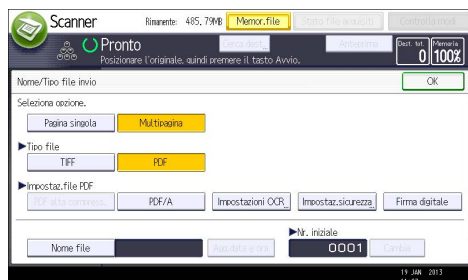 Scanner
Rimanente: 485,79MB Memor.file Stato file acquisiti Controlla modi
Pronto Cerca dest. Anteprima Dest. tot. Memoria
Posizionare l'originale, quindi premere il tasto Avvio. 0 100%
Nome/Tipo file invio OK
Seleziona opzione.
Pagina singola Multipagina
►Tipo file
TIFF PDF
►Impostaz.file PDF
PDF alta compress. PDF/A Impostazioni OCR Impostaz.sicurezza Firma digitale
►Nr. iniziale
Nome file Agg.data e ora 0001 Cambia
19 JAN 2013